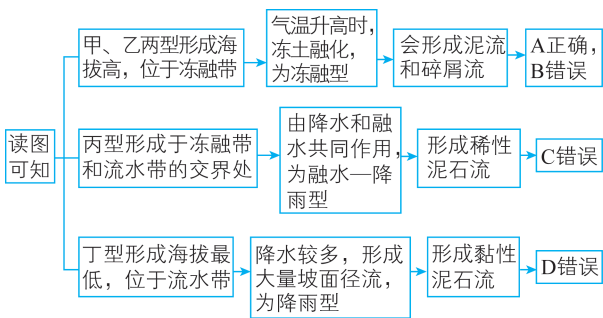 读图
可知
甲、乙两型形成海
拔高，位于冻融带
气温升高时，
冻土融化，
为冻融型
会形成泥流
和碎屑流
A正确，
B错误
丙型形成于冻融带
和流水带的交界处
由降水和融
水共同作用，
为融水—降
雨型
形成稀性
泥石流
C错误
丁型形成海拔最
低，位于流水带
降水较多，形成
大量坡面径流，
为降雨型
形成黏性
泥石流
D错误